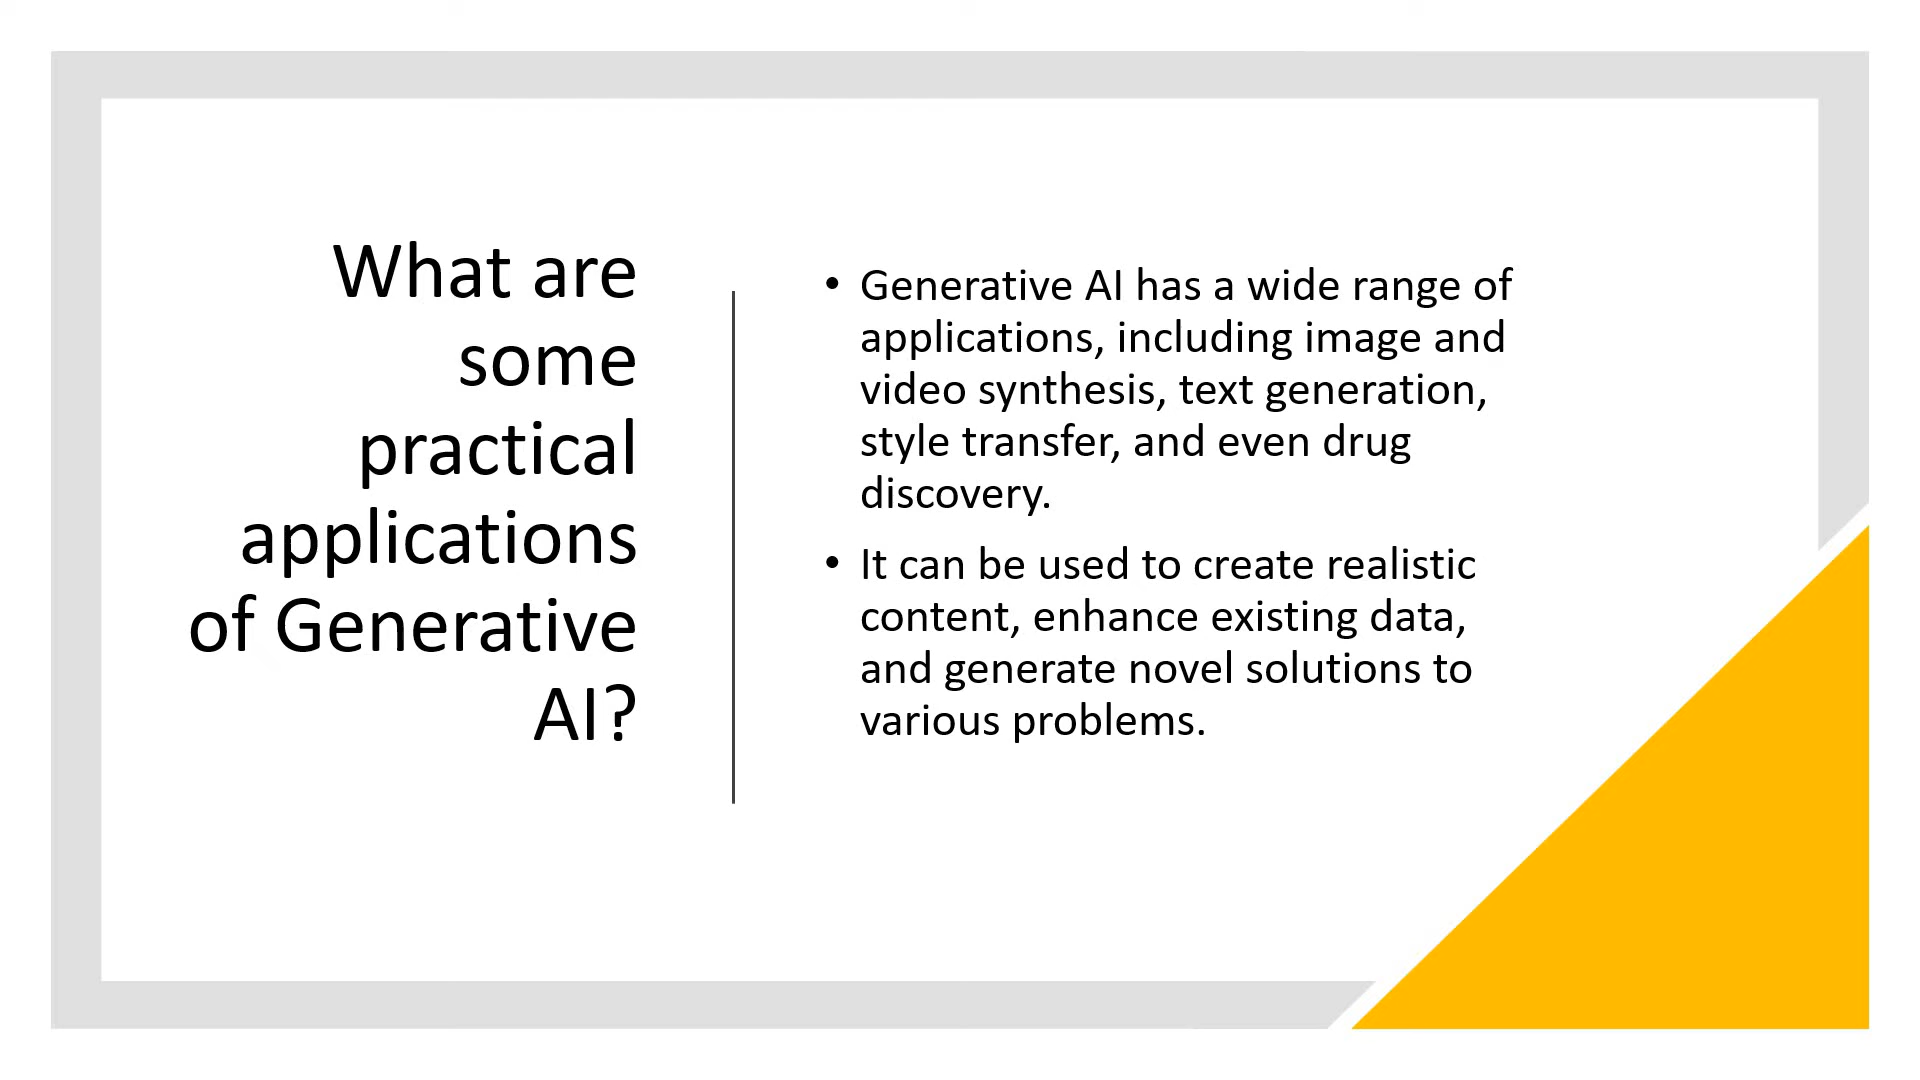 What are
some
practical
applications
of Generative
AI?
• Generative AI has a wide range of
applications, including image and
video synthesis, text generation,
style transfer, and even drug
discovery.
• It can be used to create realistic
content, enhance existing data,
and generate novel solutions to
various problems.